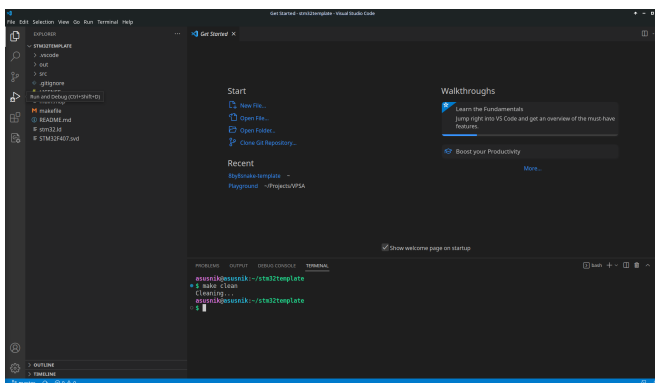 Get Started - stm32template - Visual Studio Code
File Edit Selection View Go Run Terminal Help
EXPLORER
STM32TEMPLATE
.vscode
out
src
.gitignore
Run and Debug (Ctrl+Shift+D)
makefile
README.md
stm32.ld
STM32F407.svd
OUTLINE
TIMELINE
Get Started
Start
New File...
Open File...
Open Folder...
Clone Git Repository...
Recent
8by8snake-template ~
Playground ~/Projects/VPSA
Walkthroughs
Learn the Fundamentals
Jump right into VS Code and get an overview of the must-have
features.
Boost your Productivity
More...
Show welcome page on startup
PROBLEMS OUTPUT DEBUG CONSOLE TERMINAL
bash
asusnik@asusnik:~/stm32template
$ make clean
Cleaning...
asusnik@asusnik:~/stm32template
$